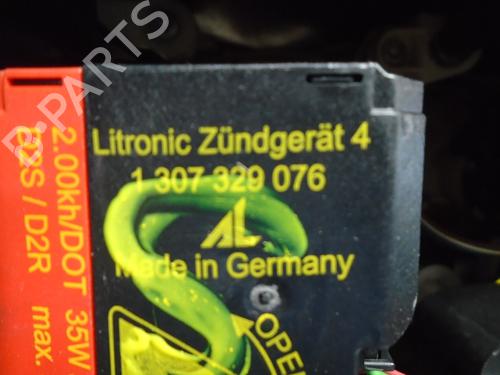 Litronic Zündgerät 4
1 307 329 076
AL
Made in Germany
OPEN
2.00kh/DOT 35W
D2S / D2R max.
B-PARTS